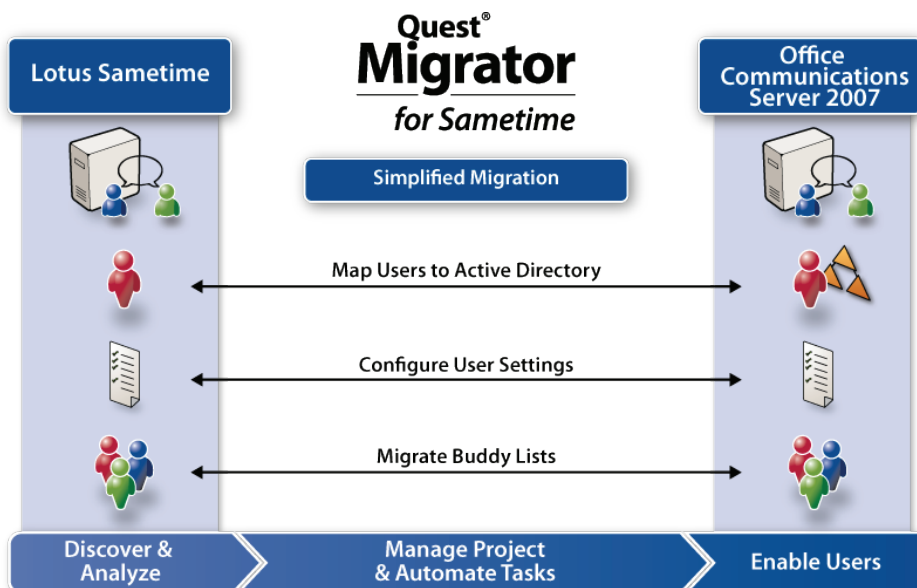 Quest®
Migrator
for Sametime
Lotus Sametime
Office
Communications
Server 2007
Simplified Migration
Map Users to Active Directory
Configure User Settings
Migrate Buddy Lists
Discover &
Analyze
Manage Project
& Automate Tasks
Enable Users